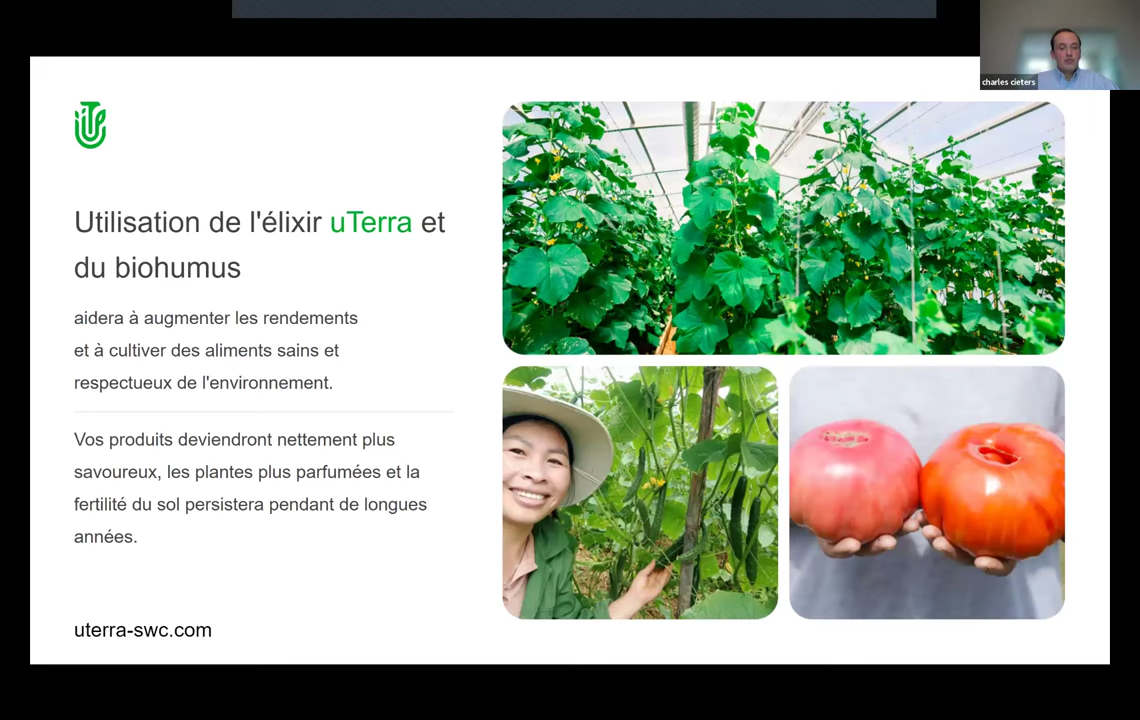 charles cieters
Utilisation de l'élixir uTerra et
du biohumus
aidera à augmenter les rendements
et à cultiver des aliments sains et
respectueux de l'environnement.
Vos produits deviendront nettement plus
savoureux, les plantes plus parfumées et la
fertilité du sol persistera pendant de longues
années.
uterra-swc.com